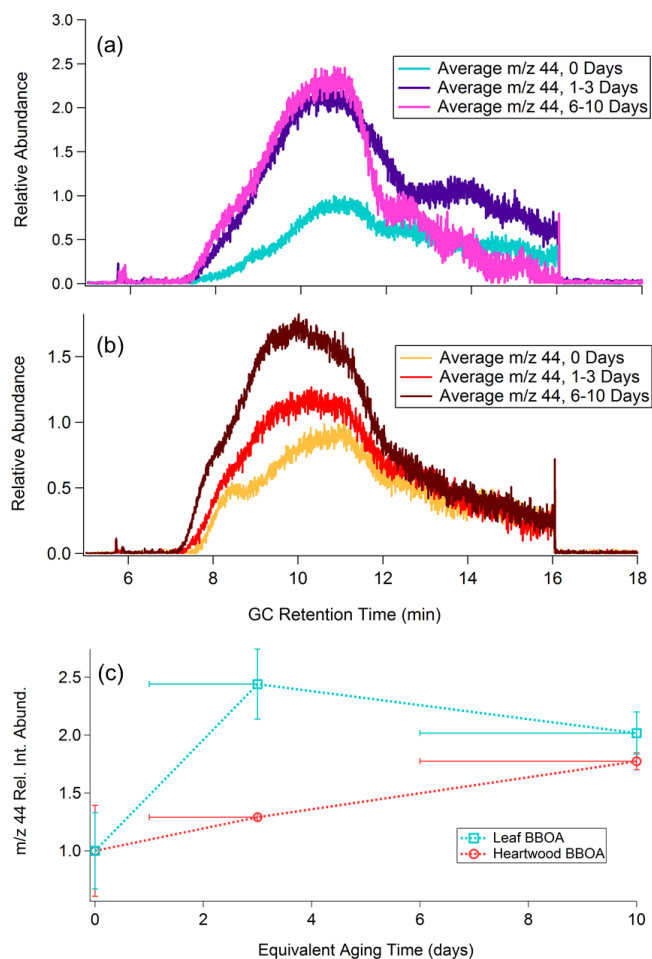 (a)
Average m/z 44, 0 Days
Average m/z 44, 1-3 Days
Average m/z 44, 6-10 Days
Relative Abundance
3.0
2.5
2.0
1.5
1.0
0.5
0.0
(b)
Average m/z 44, 0 Days
Average m/z 44, 1-3 Days
Average m/z 44, 6-10 Days
Relative Abundance
1.5
1.0
0.5
0.0
6 8 10 12 14 16 18
GC Retention Time (min)
(c)
m/z 44 Rel. Int. Abund.
2.5
2.0
1.5
1.0
Leaf BBOA
Heartwood BBOA
0 2 4 6 8 10
Equivalent Aging Time (days)